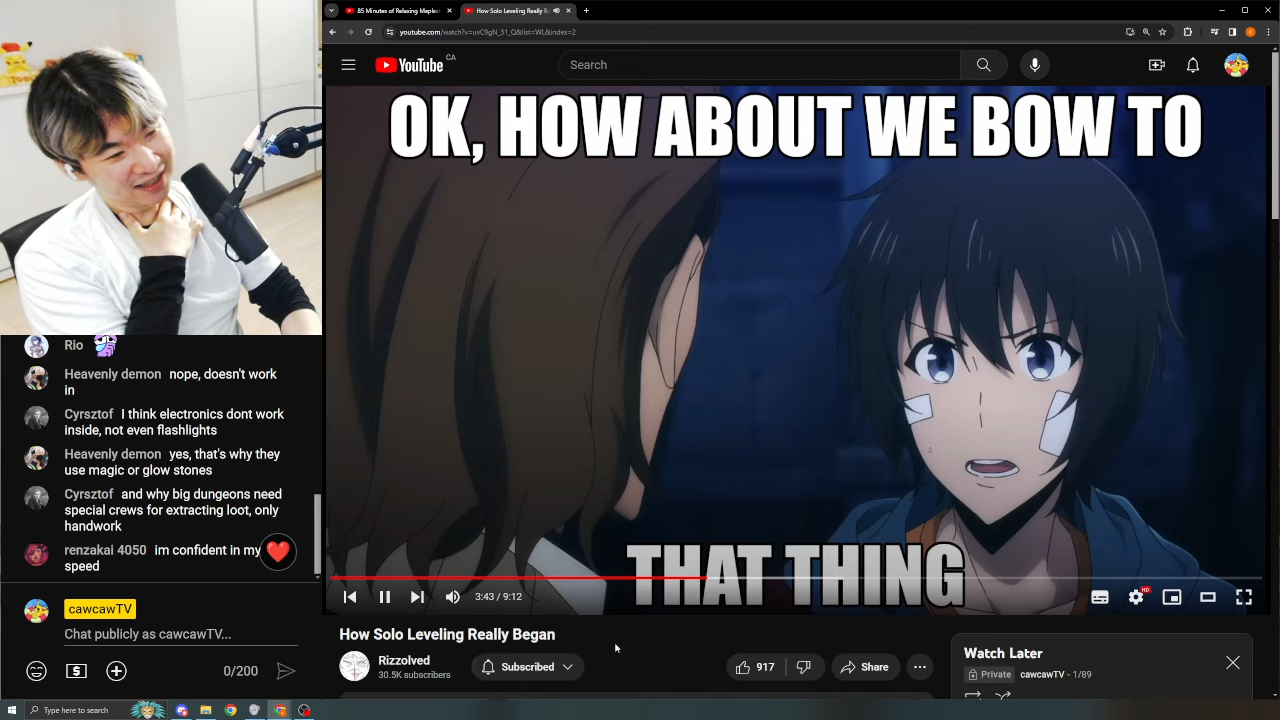 85 Minutes of Relaxing Maples
How Solo Leveling Really B
youtube.com/watch?v=uvC9gN_31_Q&list=WL&index=2
YouTube
CA
Search
OK, HOW ABOUT WE BOW TO
THAT THING
3:43 / 9:12
HD
How Solo Leveling Really Began
Rizzolved
30.5K subscribers
Subscribed
917
Share
Watch Later
Private
cawcawTV - 1/89
Rio
Heavenly demon nope, doesn't work
in
Cyrsztof I think electronics dont work
inside, not even flashlights
Heavenly demon yes, that's why they
use magic or glow stones
Cyrsztof and why big dungeons need
special crews for extracting loot, only
handwork
renzakai 4050 im confident in my
speed
cawcawTV
Chat publicly as cawcawTV...
0/200
Type here to search